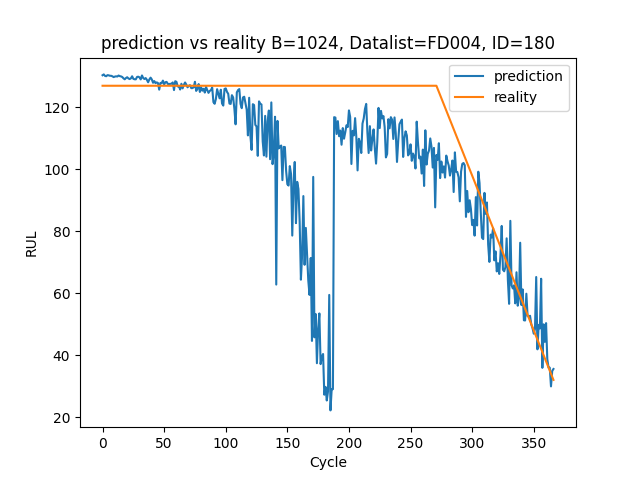 prediction vs reality B=1024, Datalist=FD004, ID=180
prediction
reality
120
100
80
60
40
20
RUL
0 50 100 150 200 250 300 350
Cycle